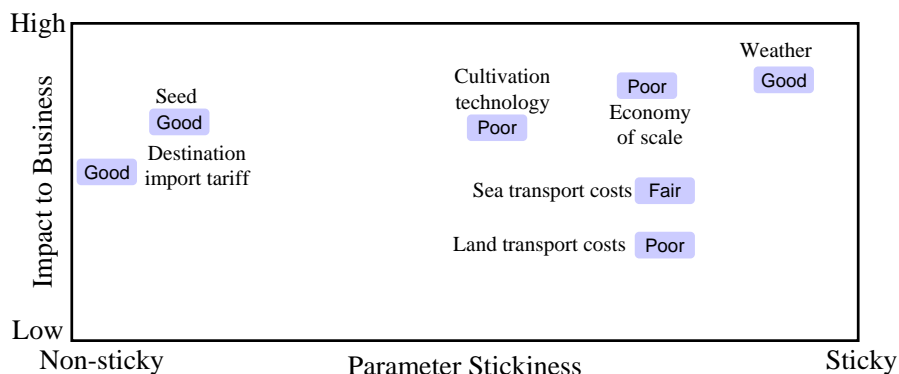 High
Weather
Good
Cultivation
technology
Poor
Poor
Economy
of scale
Seed
Good
Destination
import tariff
Good
Sea transport costs
Fair
Land transport costs
Poor
Impact to Business
Low
Non-sticky
Parameter Stickiness
Sticky